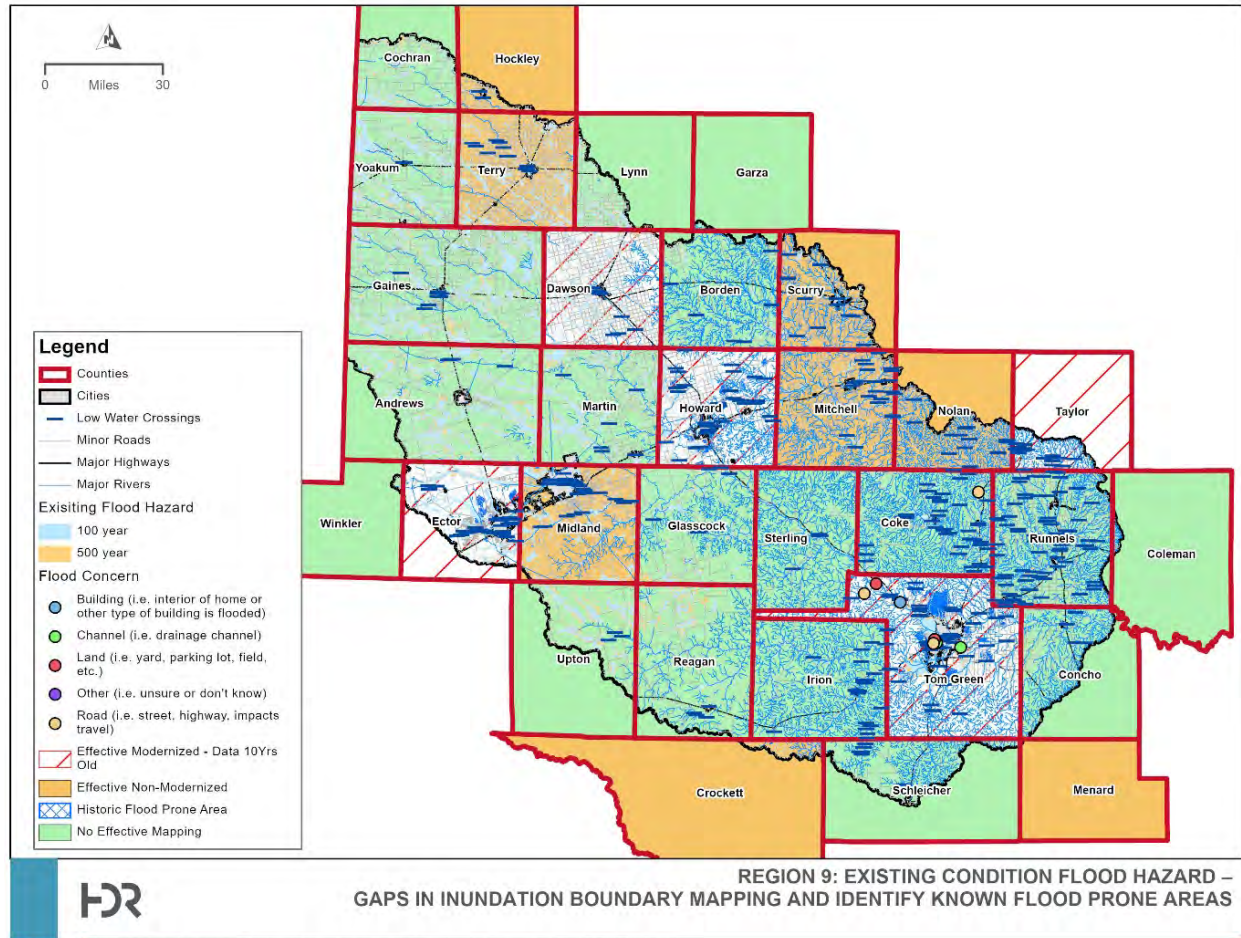 N
0 30
Miles
Cochran
Hockley
Yoakum
Terry
Lynn
Garza
Gaines
Dawson
Borden
Scurry
Andrews
Martin
Howard
Mitchell
Nolan
Taylor
Winkler
Ector
Midland
Glasscock
Sterling
Coke
Runnels
Coleman
Upton
Reagan
Irion
Tom Green
Concho
Crockett
Schleicher
Menard
Legend
Counties
Cities
Low Water Crossings
Minor Roads
Major Highways
Major Rivers
Exisiting Flood Hazard
100 year
500 year
Flood Concern
Building (i.e. interior of home or
other type of building is flooded)
Channel (i.e. drainage channel)
Land (i.e. yard, parking lot, field,
etc.)
Other (i.e. unsure or don't know)
Road (i.e. street, highway, impacts
travel)
Effective Modernized - Data 10Yrs
Old
Effective Non-Modernized
Historic Flood Prone Area
No Effective Mapping
HDR
REGION 9: EXISTING CONDITION FLOOD HAZARD –
GAPS IN INUNDATION BOUNDARY MAPPING AND IDENTIFY KNOWN FLOOD PRONE AREAS